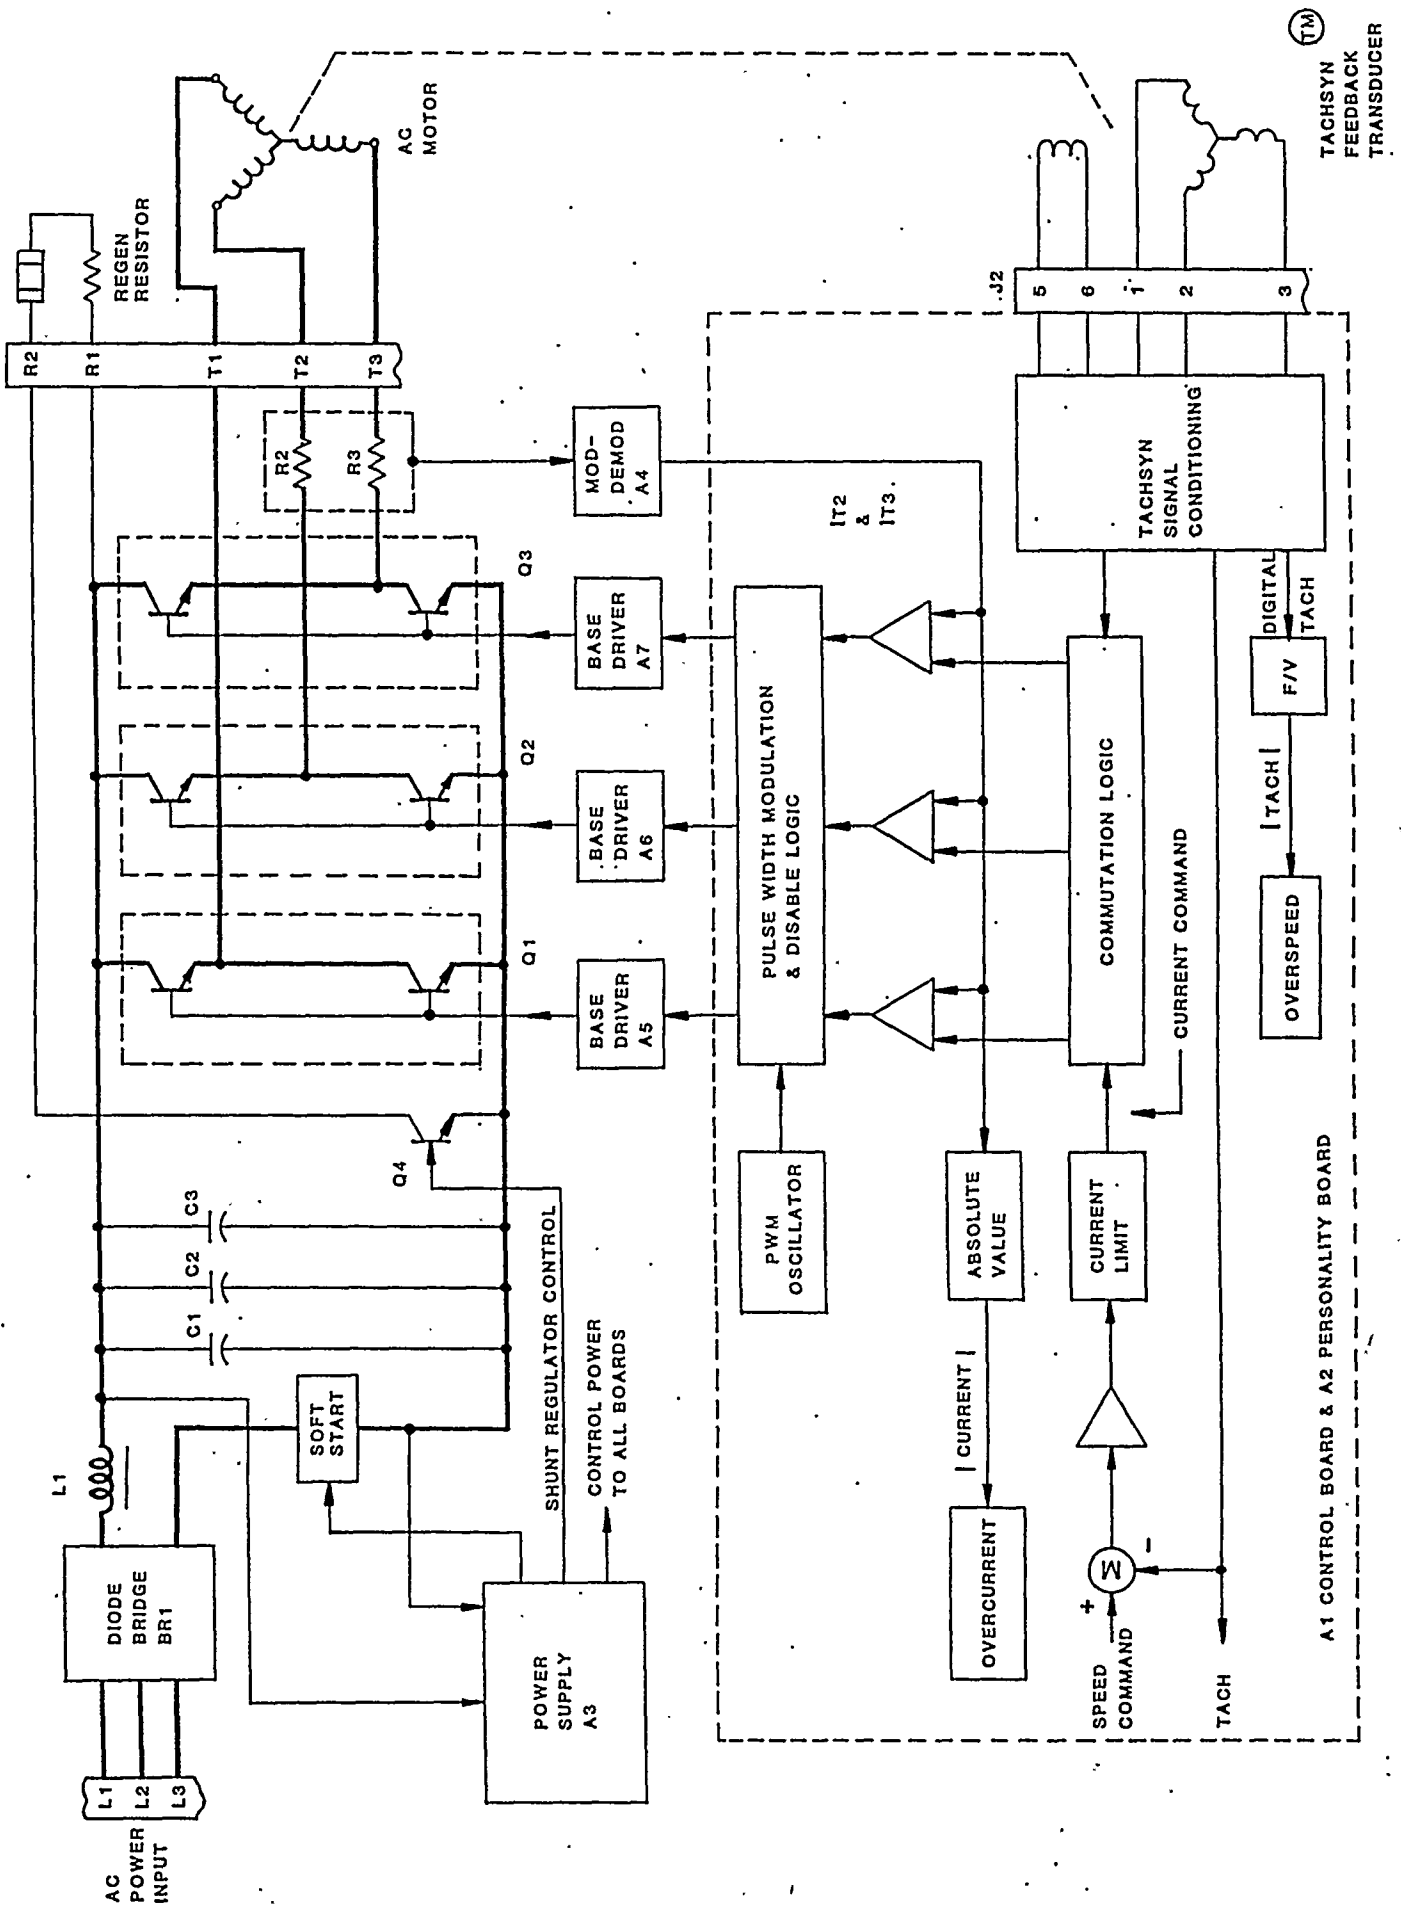 AC
POWER
INPUT
L1
L2
L3
DIODE
BRIDGE
BR1
L1
SOFT
START
C1
C2
C3
Q4
Q1
Q2
Q3
R2
R3
R2
R1
T1
T2
T3
REGEN
RESISTOR
AC
MOTOR
POWER
SUPPLY
A3
SHUNT REGULATOR CONTROL
CONTROL POWER
TO ALL BOARDS
BASE
DRIVER
A5
BASE
DRIVER
A6
BASE
DRIVER
A7
MOD-
DEMOD
A4
PWM
OSCILLATOR
PULSE WIDTH MODULATION
& DISABLE LOGIC
IT2
&
IT3
OVERCURRENT
|CURRENT|
ABSOLUTE
VALUE
SPEED
COMMAND
+
-
M
CURRENT
LIMIT
CURRENT COMMAND
COMMUTATION LOGIC
TACHSYN
SIGNAL
CONDITIONING
J2
5
6
1
2
3
TACH
OVERSPEED
|TACH|
F/V
DIGITAL
TACH
A1 CONTROL BOARD & A2 PERSONALITY BOARD
TACHSYN TM
FEEDBACK
TRANSDUCER